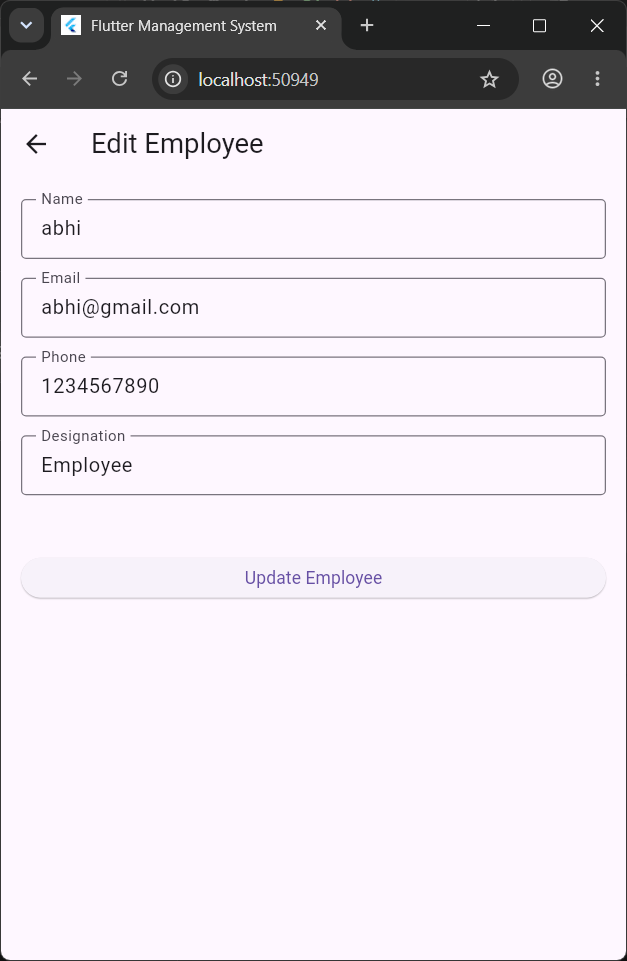 Flutter Management System
localhost:50949
Edit Employee
Name
abhi
Email
abhi@gmail.com
Phone
1234567890
Designation
Employee
Update Employee